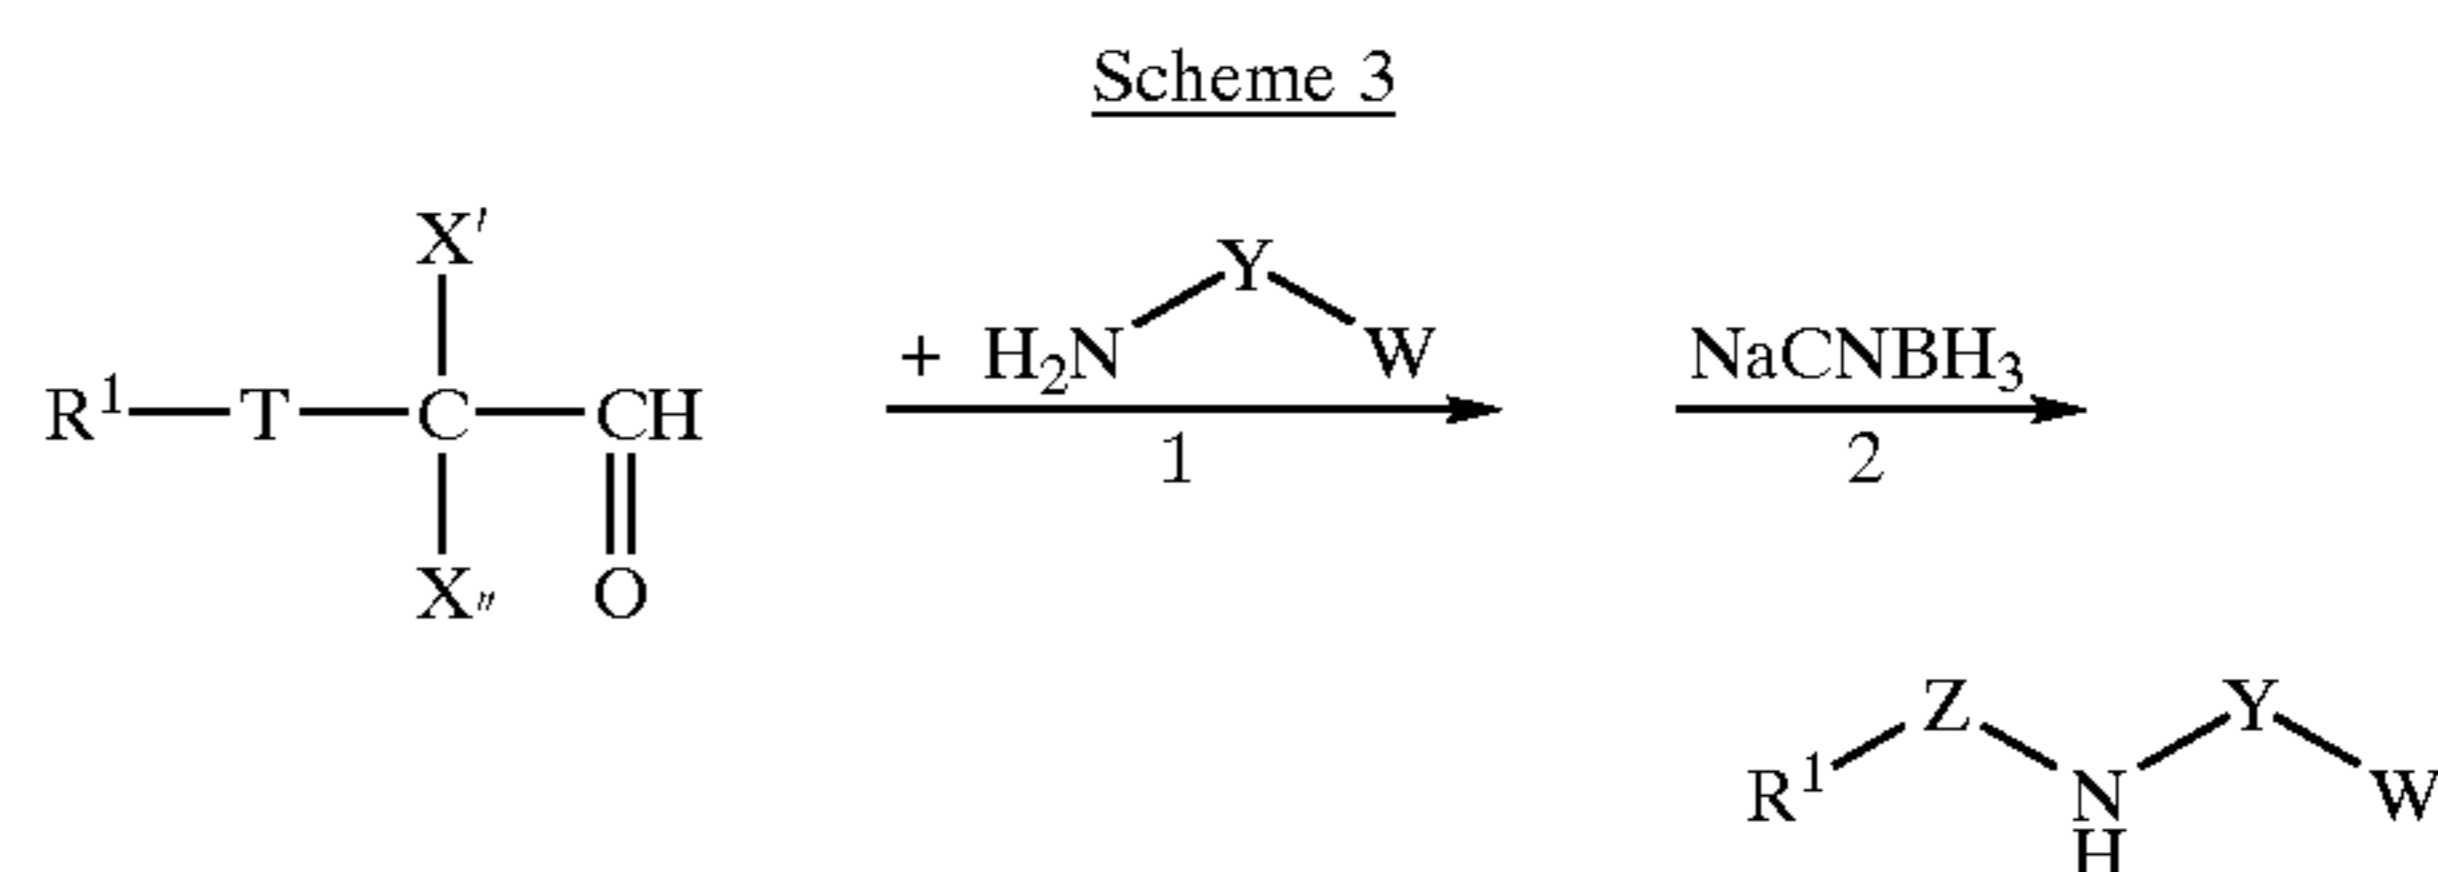 Scheme 3
X′
R¹—T—C—CH
X″ O
+ H₂N Y W
1
NaCNBH₃
2
R¹ Z N Y W
H